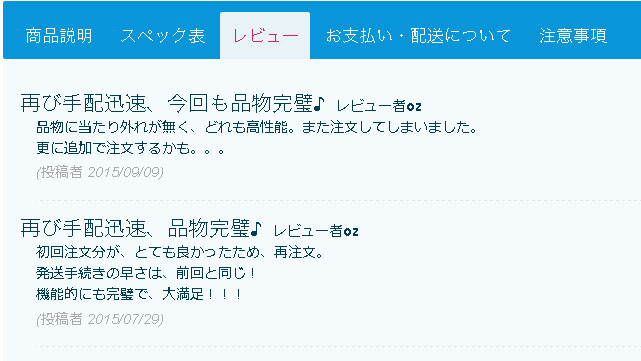 商品説明 スペック表 レビュー お支払い・配送について 注意事項
再び手配迅速、今回も品物完璧♪ レビュー者oz
品物に当たり外れが無く、どれも高性能。また注文してしまいました。
更に追加で注文するかも。。。
(投稿者 2015/09/09)
再び手配迅速、品物完璧♪ レビュー者oz
初回注文分が、とても良かったため、再注文。
発送手続きの早さは、前回と同じ！
機能的にも完璧で、大満足！！！
(投稿者 2015/07/29)